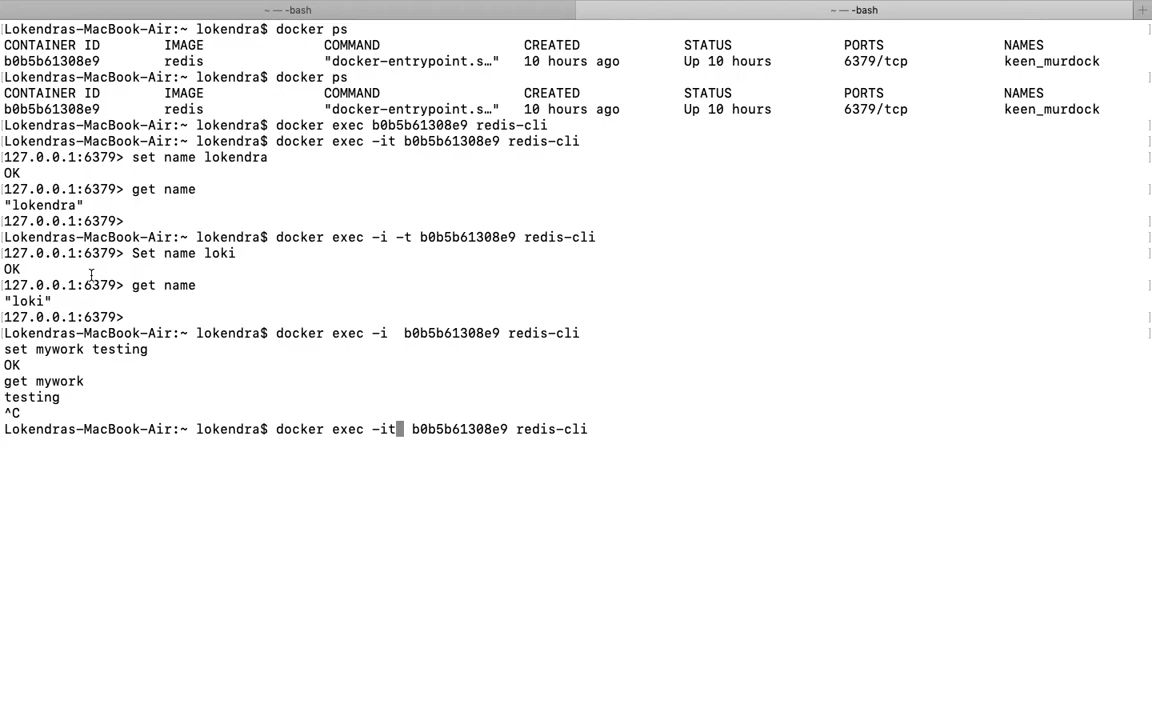 ~ — -bash ~ — -bash +
Lokendras-MacBook-Air:~ lokendra$ docker ps
CONTAINER ID IMAGE COMMAND CREATED STATUS PORTS NAMES
b0b5b61308e9 redis "docker-entrypoint.s…" 10 hours ago Up 10 hours 6379/tcp keen_murdock
Lokendras-MacBook-Air:~ lokendra$ docker ps
CONTAINER ID IMAGE COMMAND CREATED STATUS PORTS NAMES
b0b5b61308e9 redis "docker-entrypoint.s…" 10 hours ago Up 10 hours 6379/tcp keen_murdock
Lokendras-MacBook-Air:~ lokendra$ docker exec b0b5b61308e9 redis-cli
Lokendras-MacBook-Air:~ lokendra$ docker exec -it b0b5b61308e9 redis-cli
127.0.0.1:6379> set name lokendra
OK
127.0.0.1:6379> get name
"lokendra"
127.0.0.1:6379>
Lokendras-MacBook-Air:~ lokendra$ docker exec -i -t b0b5b61308e9 redis-cli
127.0.0.1:6379> Set name loki
OK
127.0.0.1:6379> get name
"loki"
127.0.0.1:6379>
Lokendras-MacBook-Air:~ lokendra$ docker exec -i  b0b5b61308e9 redis-cli
set mywork testing
OK
get mywork
testing
^C
Lokendras-MacBook-Air:~ lokendra$ docker exec -it  b0b5b61308e9 redis-cli